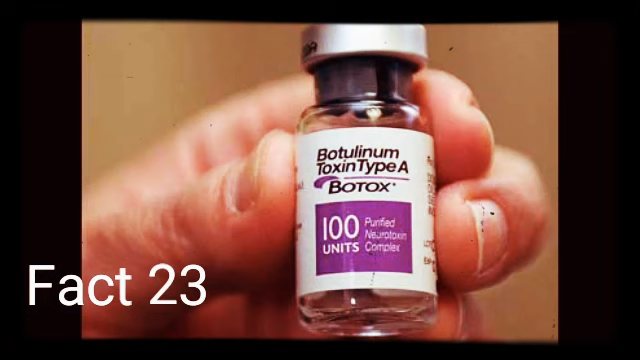 Botulinum
Toxin Type A
BOTOX®
100
UNITS
Purified
Neurotoxin
Complex
Fact 23